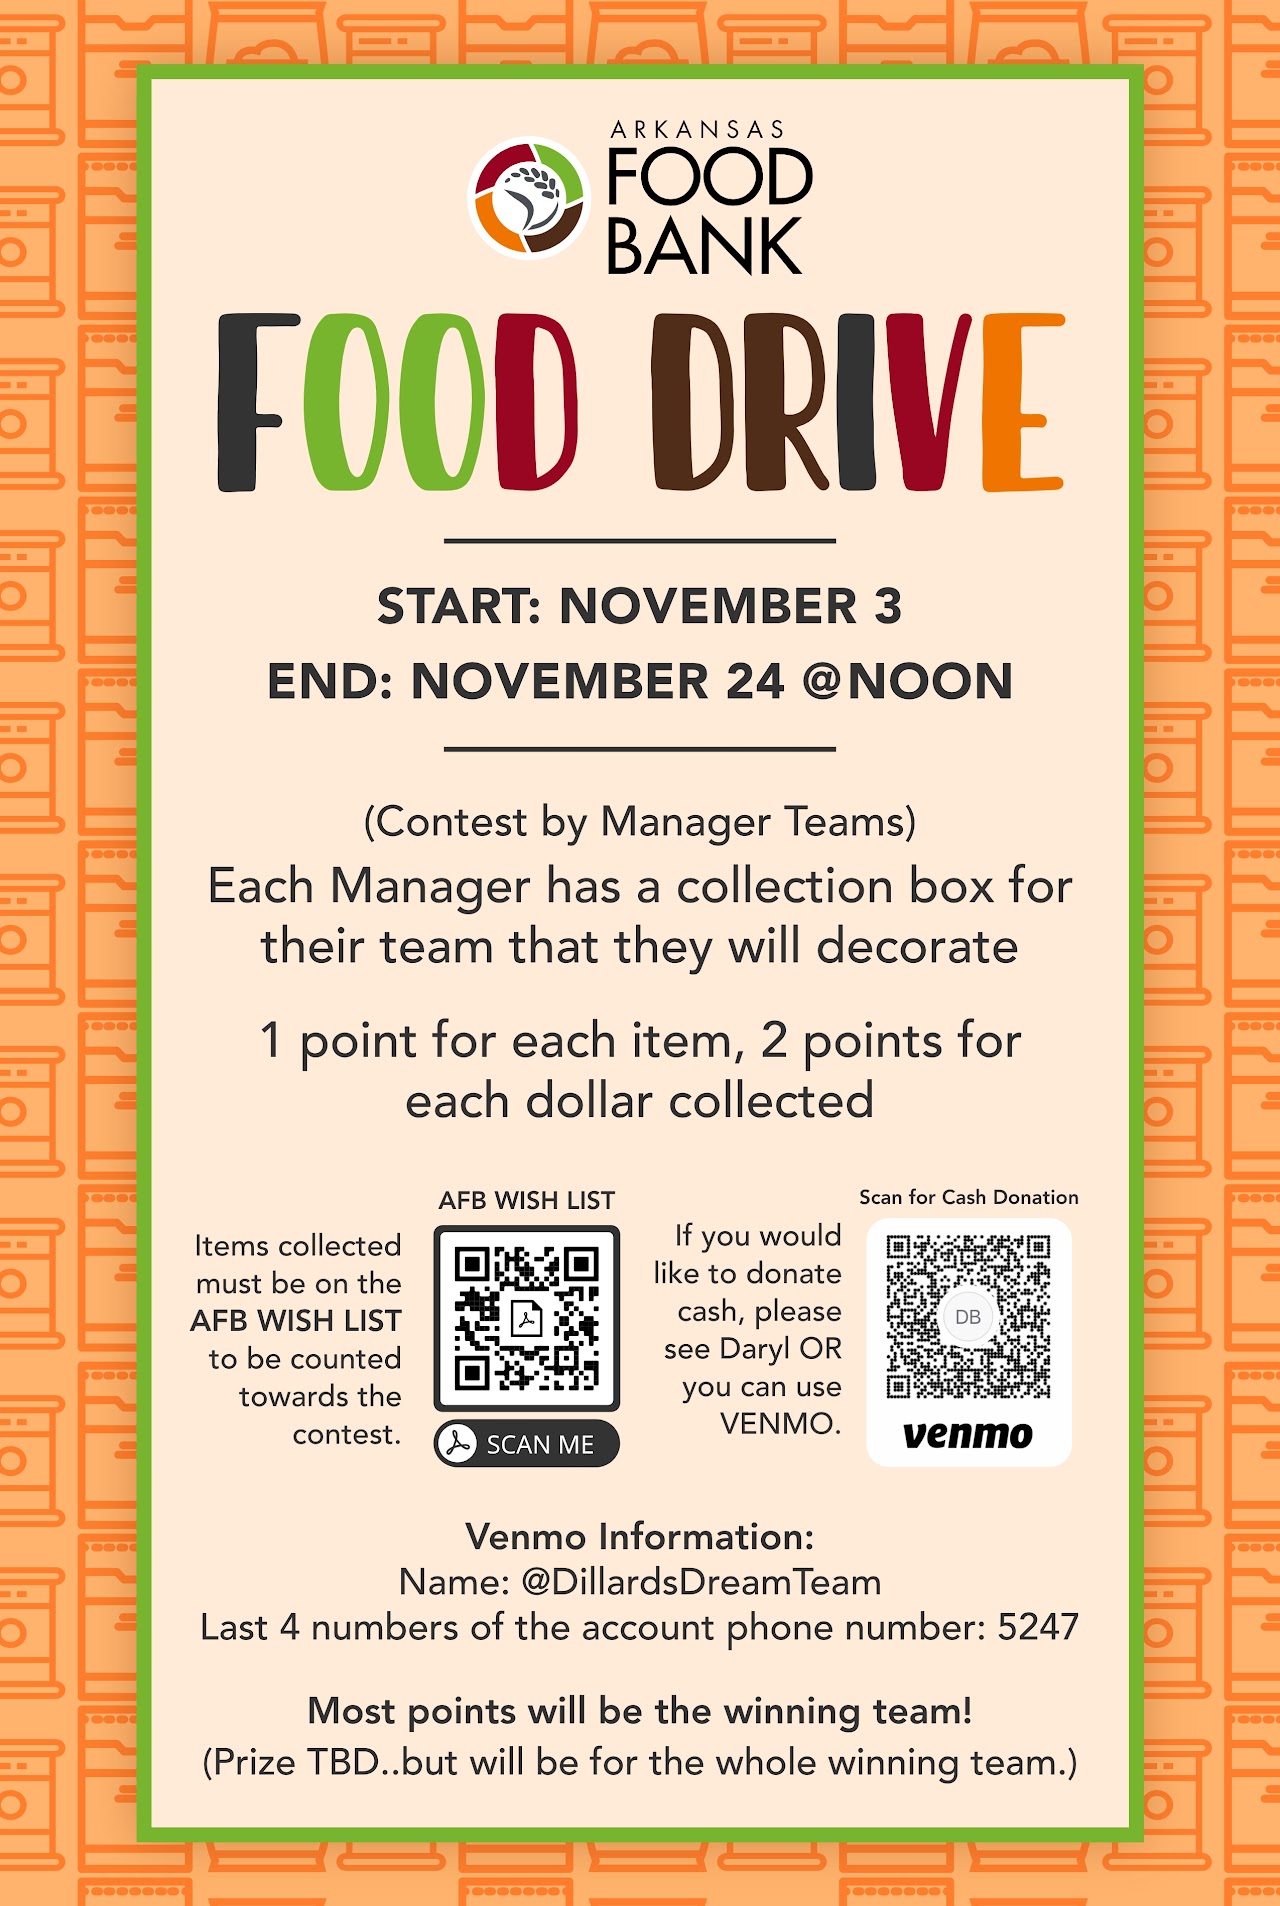 ARKANSAS
FOOD
BANK
FOOD DRIVE
START: NOVEMBER 3
END: NOVEMBER 24 @NOON
(Contest by Manager Teams)
Each Manager has a collection box for
their team that they will decorate
1 point for each item, 2 points for
each dollar collected
Items collected
must be on the
AFB WISH LIST
to be counted
towards the
contest.
AFB WISH LIST
SCAN ME
If you would
like to donate
cash, please
see Daryl OR
you can use
VENMO.
Scan for Cash Donation
DB
venmo
Venmo Information:
Name: @DillardsDreamTeam
Last 4 numbers of the account phone number: 5247
Most points will be the winning team!
(Prize TBD..but will be for the whole winning team.)